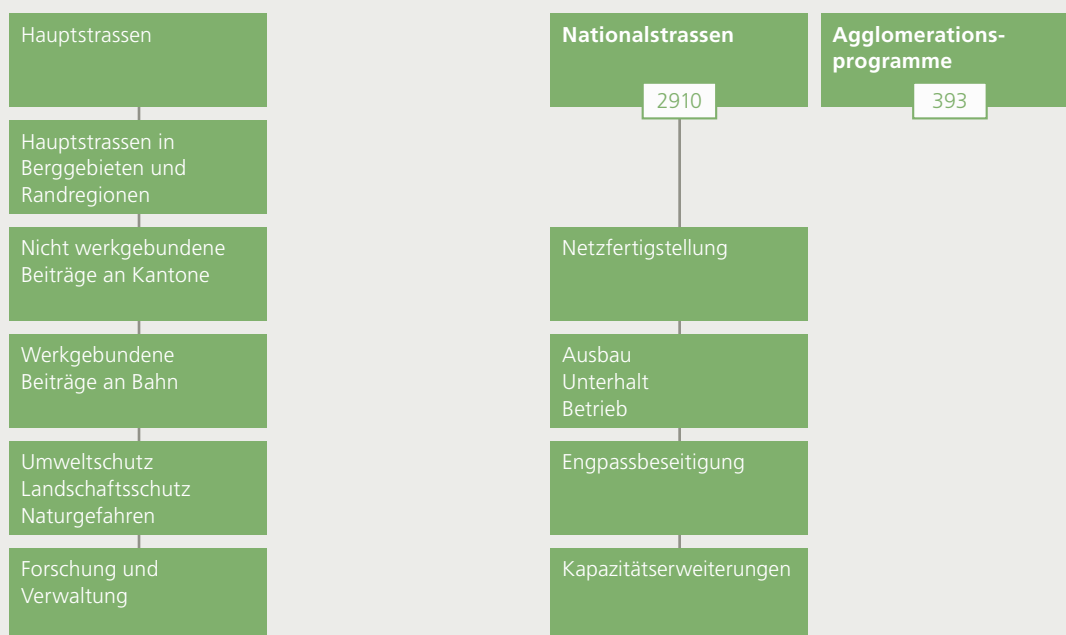 Hauptstrassen
Hauptstrassen in
Berggebieten und
Randregionen
Nicht werkgebundene
Beiträge an Kantone
Werkgebundene
Beiträge an Bahn
Umweltschutz
Landschaftsschutz
Naturgefahren
Forschung und
Verwaltung
Nationalstrassen
2910
Netzfertigstellung
Ausbau
Unterhalt
Betrieb
Engpassbeseitigung
Kapazitätserweiterungen
Agglomerations-
programme
393